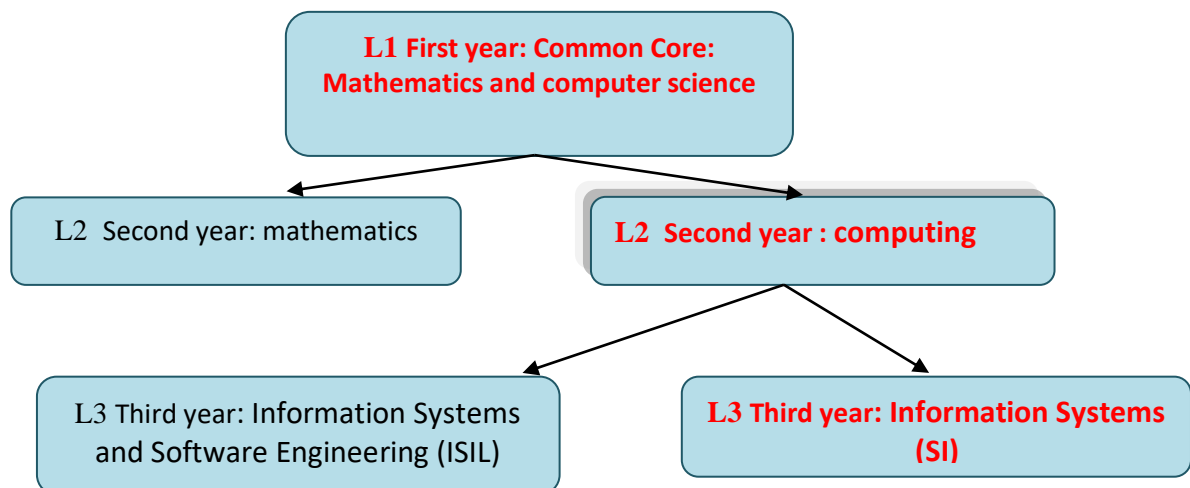 L1 First year: Common Core:
Mathematics and computer science
L2 Second year: mathematics
L2 Second year : computing
L3 Third year: Information Systems
and Software Engineering (ISIL)
L3 Third year: Information Systems
(SI)